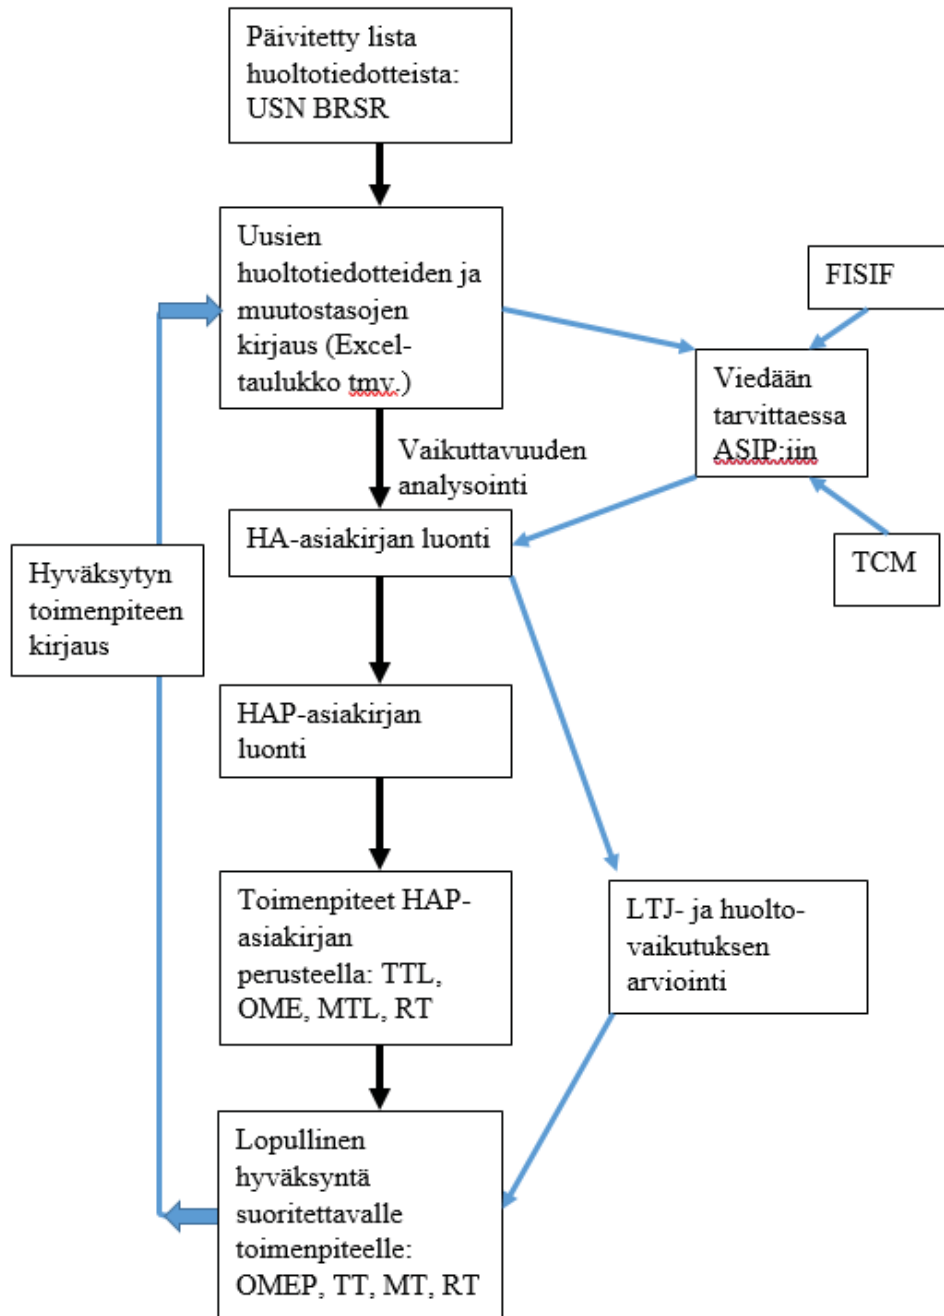 Päivitetty lista
huoltotiedotteista:
USN BRSR
Uusien
huoltotiedotteiden ja
muutostasojen
kirjaus (Excel-
taulukko tmv.)
FISIF
Viedään
tarvittaessa
ASIP:iin
TCM
Vaikuttavuuden
analysointi
HA-asiakirjan luonti
Hyväksytyn
toimenpiteen
kirjaus
HAP-asiakirjan
luonti
Toimenpiteet HAP-
asiakirjan
perusteella: TTL,
OME, MTL, RT
LTJ- ja huolto-
vaikutuksen
arviointi
Lopullinen
hyväksyntä
suoritettavalle
toimenpiteelle:
OMEP, TT, MT, RT